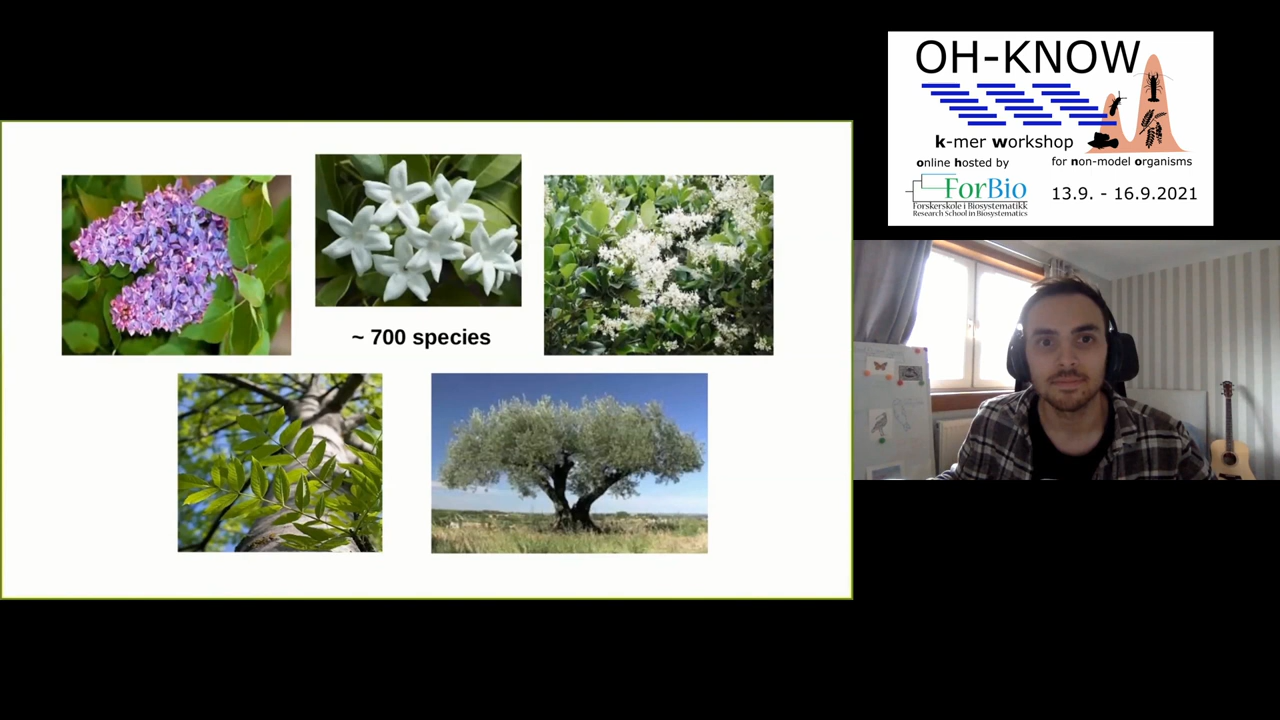 ~ 700 species
OH-KNOW
k-mer workshop
online hosted by
for non-model organisms
ForBio
Forskerskole i Biosystematikk
Research School in Biosystematics
13.9. - 16.9.2021